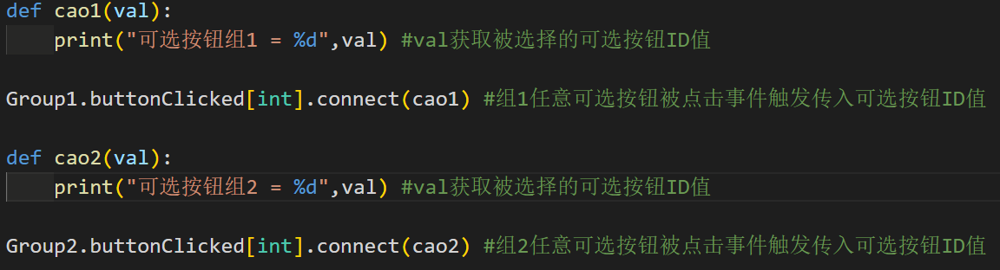 def cao1(val):
print("可选按钮组1 = %d",val) #val获取被选择的可选按钮ID值
Group1.buttonClicked[int].connect(cao1) #组1任意可选按钮被点击事件触发传入可选按钮ID值
def cao2(val):
print("可选按钮组2 = %d",val) #val获取被选择的可选按钮ID值
Group2.buttonClicked[int].connect(cao2) #组2任意可选按钮被点击事件触发传入可选按钮ID值